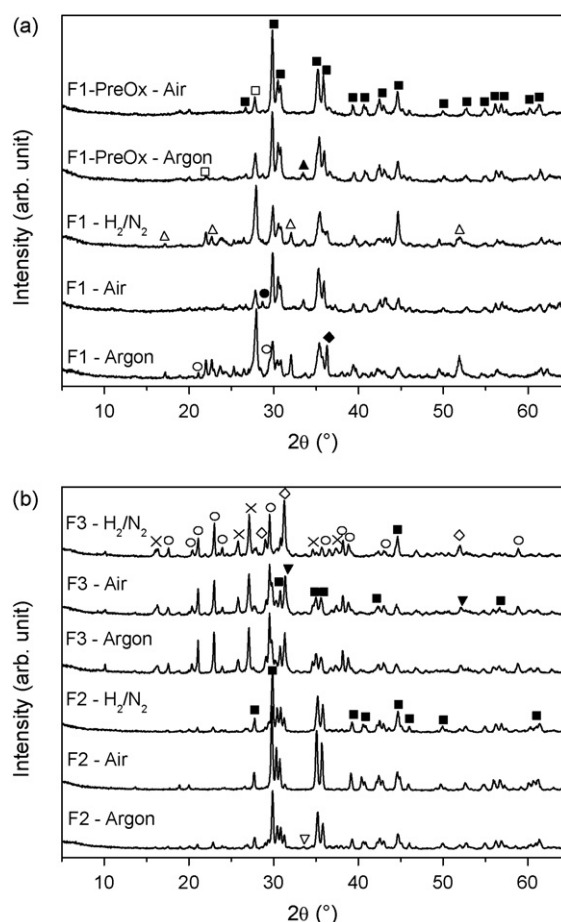 (a)
F1-PreOx - Air
F1-PreOx - Argon
F1 - H₂/N₂
F1 - Air
F1 - Argon
Intensity (arb. unit)
10 20 30 40 50 60
2θ (°)
(b)
F3 - H₂/N₂
F3 - Air
F3 - Argon
F2 - H₂/N₂
F2 - Air
F2 - Argon
Intensity (arb. unit)
10 20 30 40 50 60
2θ (°)